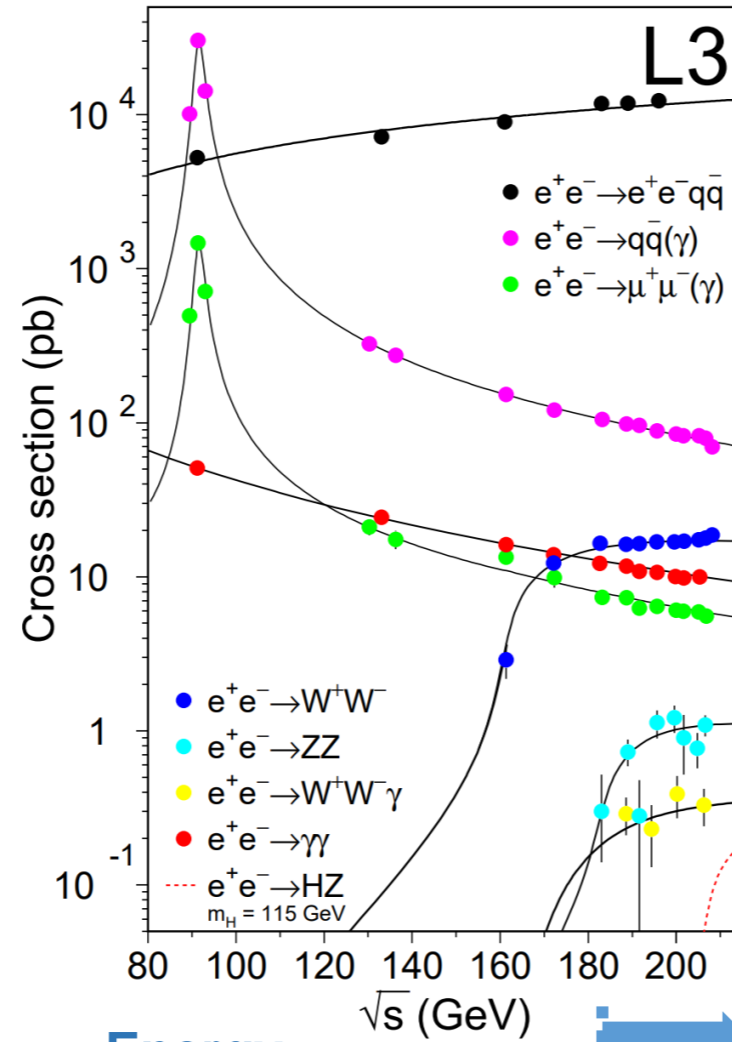 L3
Cross section (pb)
10⁴
10³
10²
10
1
10⁻¹
e⁺e⁻→e⁺e⁻qq̄
e⁺e⁻→qq̄(γ)
e⁺e⁻→μ⁺μ⁻(γ)
e⁺e⁻→W⁺W⁻
e⁺e⁻→ZZ
e⁺e⁻→W⁺W⁻γ
e⁺e⁻→γγ
e⁺e⁻→HZ
m_H = 115 GeV
80 100 120 140 160 180 200
√s (GeV)